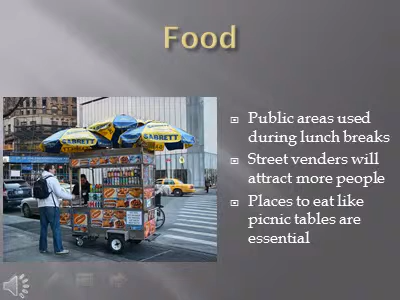 Food
SABRETT
SABRETT
Public areas used
during lunch breaks
Street venders will
attract more people
Places to eat like
picnic tables are
essential